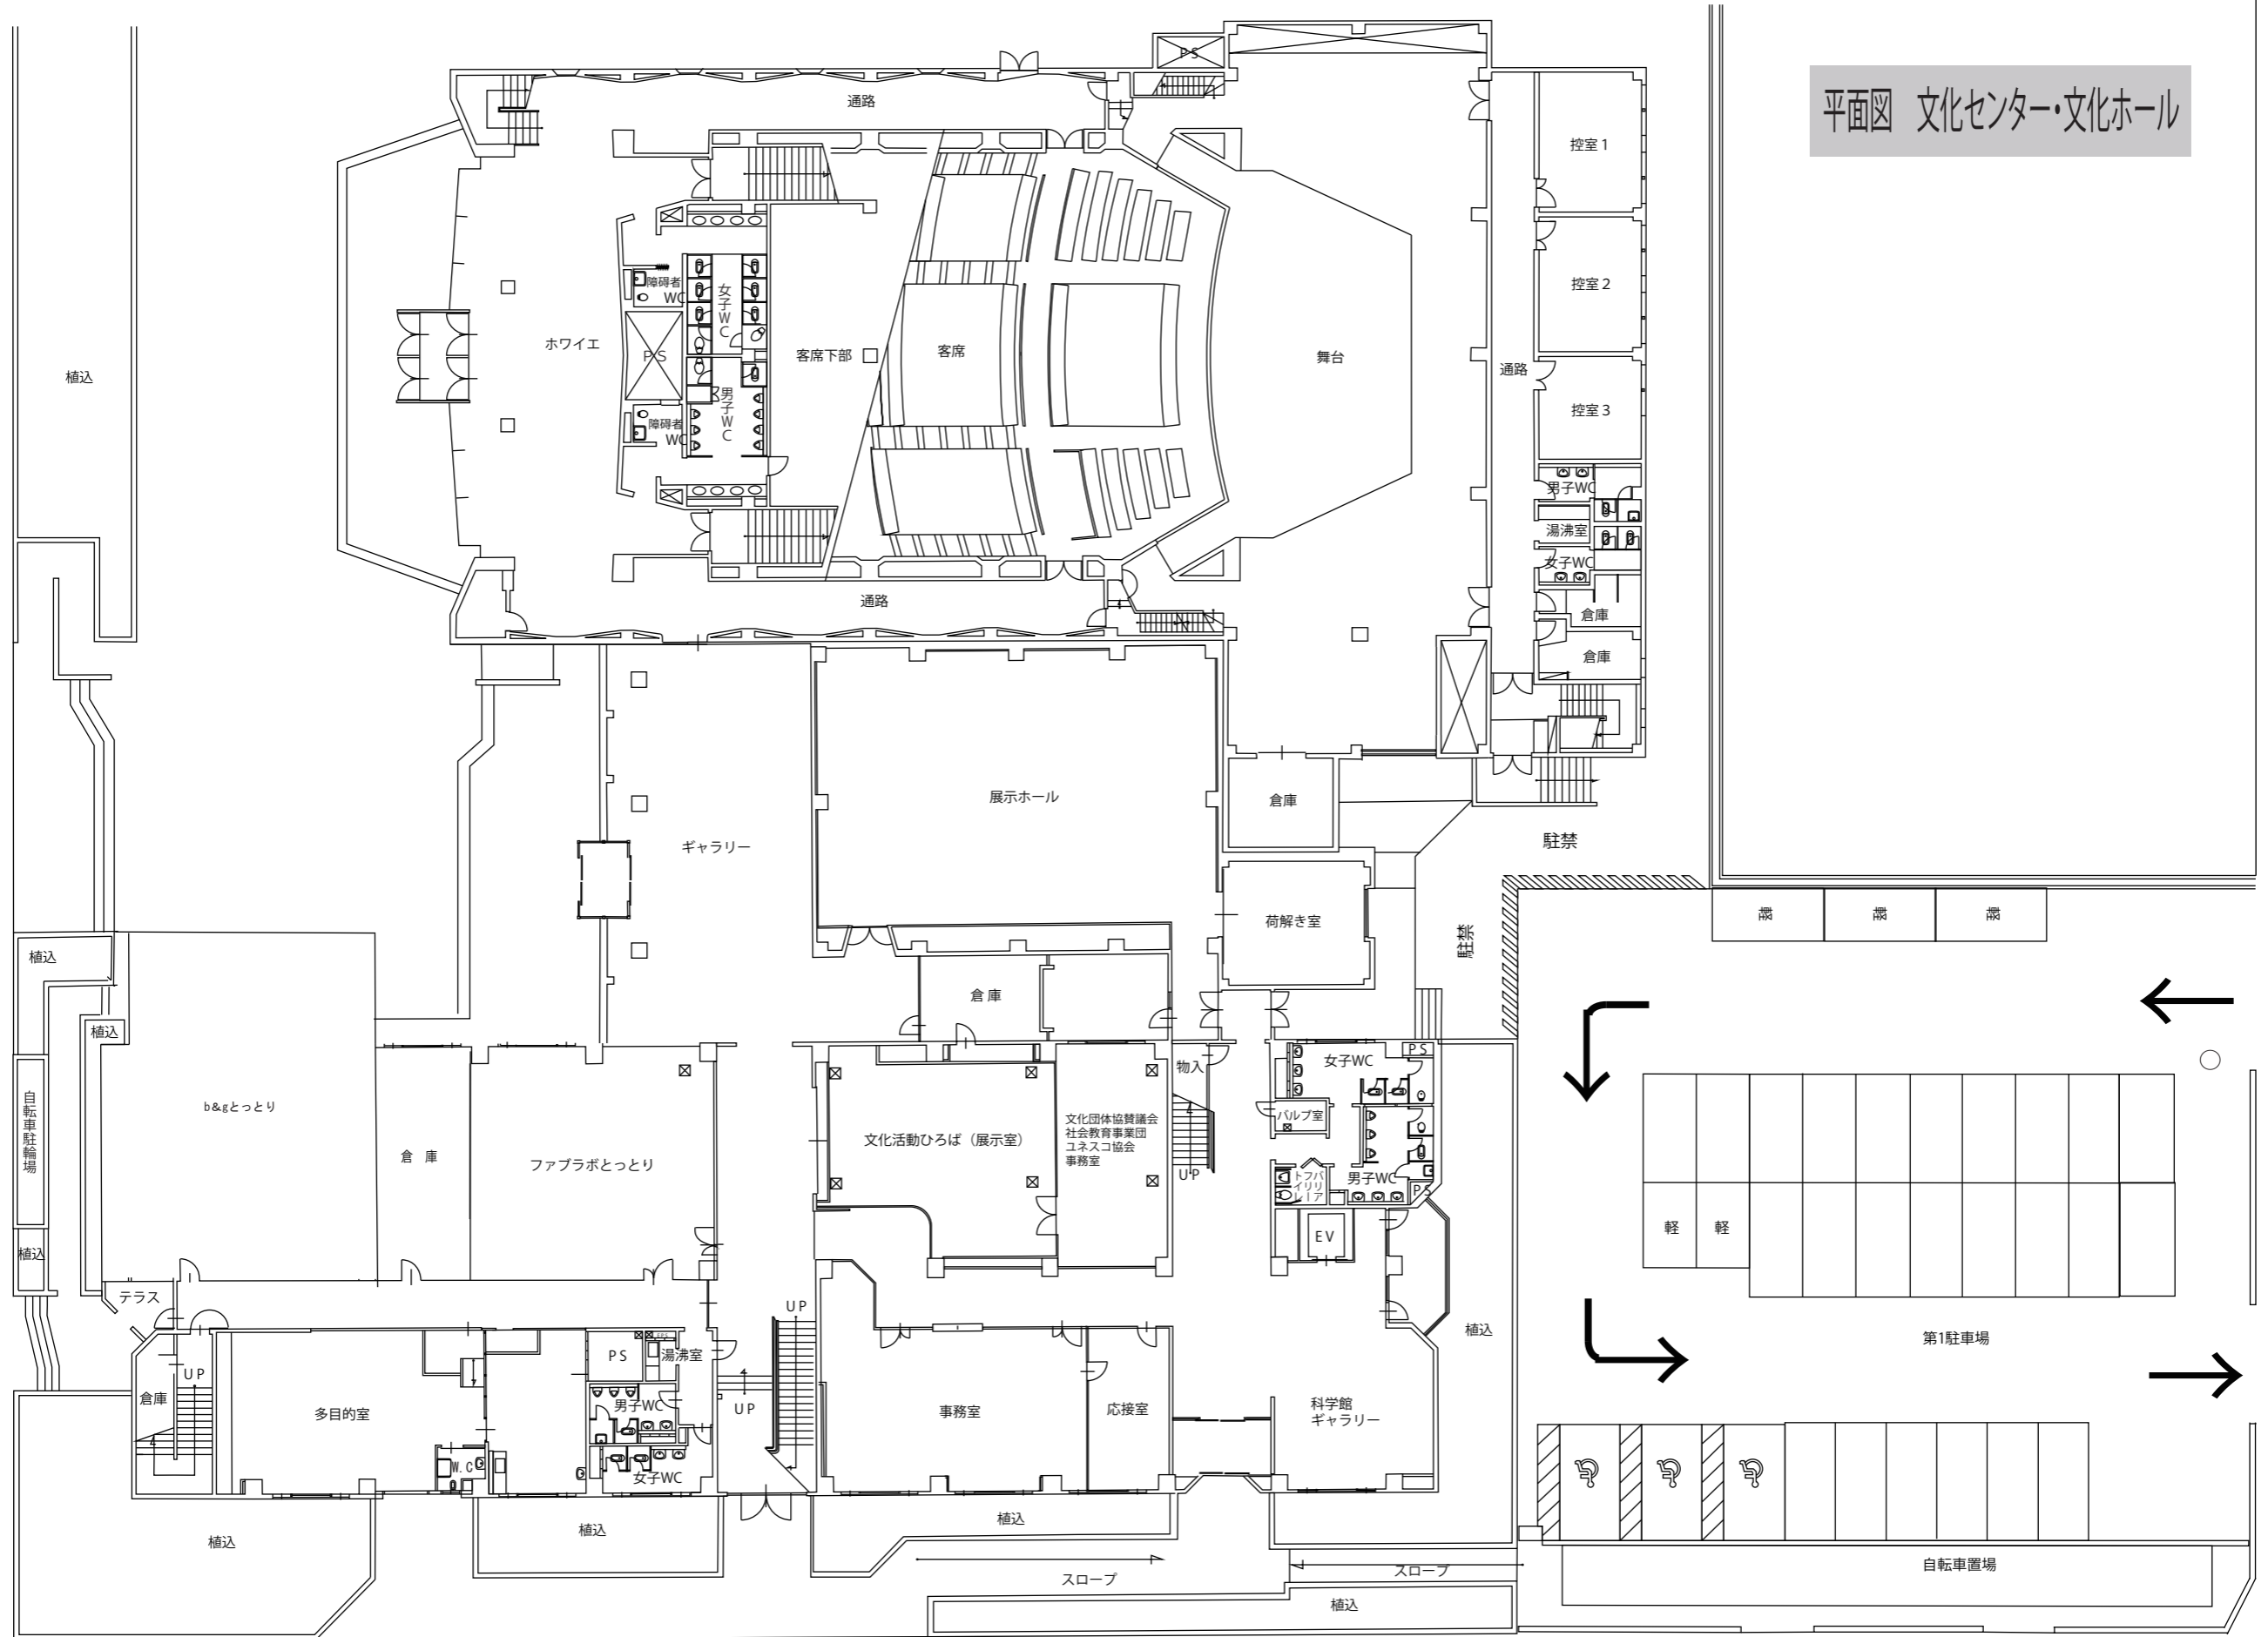 平面図　文化センター・文化ホール
PS
通路
控室1
控室2
控室3
障碍者
WC
女子WC
PS
ホワイエ
客席下部
客席
舞台
通路
植込
男子WC
障碍者
WC
男子WC
湯沸室
女子WC
倉庫
倉庫
通路
展示ホール
倉庫
ギャラリー
駐禁
荷解き室
駐禁
植込
倉庫
植込
自転車駐輪場
植込
b&gとっとり
倉　庫
ファブラボとっとり
文化活動ひろば（展示室）
文化団体協賛議会
社会教育事業団
ユネスコ協会
事務室
物入
UP
女子WC
PS
バルブ室
バリアフリー
トイレ
男子WC
PS
EV
軽
軽
第1駐車場
植込
テラス
UP
倉庫
多目的室
W.C
PS
湯沸室
男子WC
女子WC
UP
UP
事務室
応接室
科学館
ギャラリー
植込
植込
植込
スロープ
スロープ
植込
自転車置場